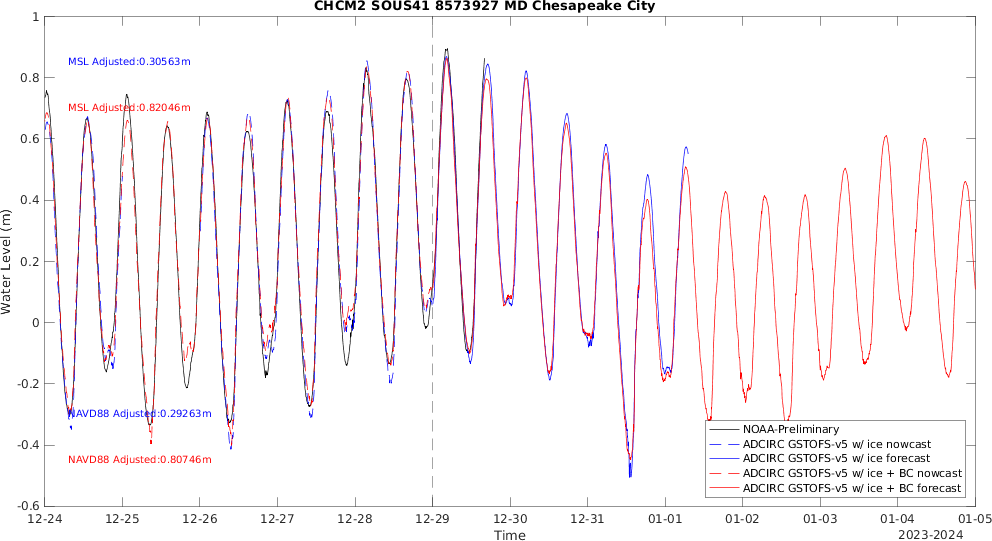 CHCM2 SOUS41 8573927 MD Chesapeake City
1
0.8
0.6
0.4
0.2
0
-0.2
-0.4
-0.6
Water Level (m)
MSL Adjusted:0.30563m
MSL Adjusted:0.82046m
NAVD88 Adjusted:0.29263m
NAVD88 Adjusted:0.80746m
NOAA-Preliminary
ADCIRC GSTOFS-v5 w/ ice nowcast
ADCIRC GSTOFS-v5 w/ ice forecast
ADCIRC GSTOFS-v5 w/ ice + BC nowcast
ADCIRC GSTOFS-v5 w/ ice + BC forecast
12-24 12-25 12-26 12-27 12-28 12-29 12-30 12-31 01-01 01-02 01-03 01-04 01-05
Time
2023-2024